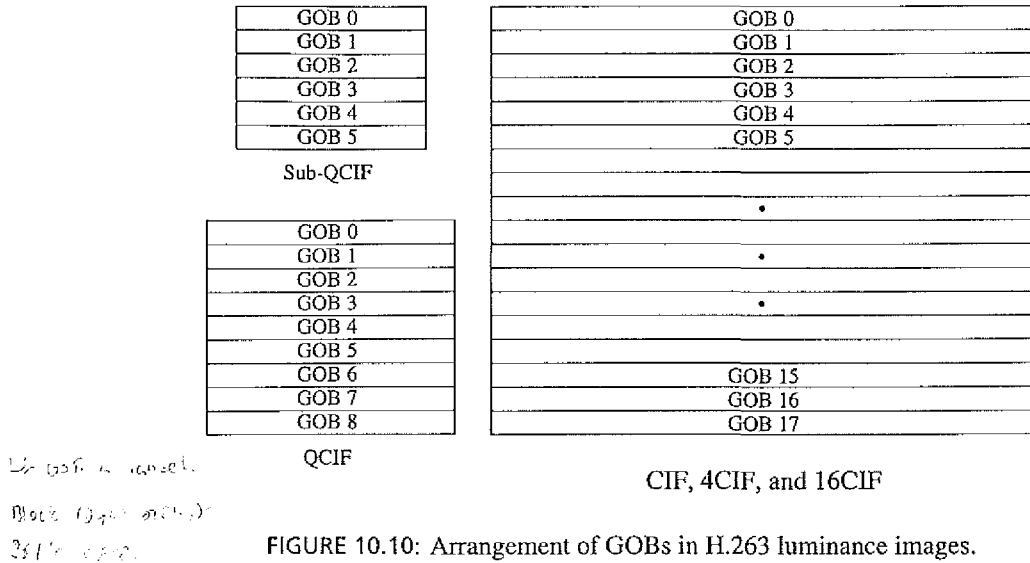 GOB 0
GOB 1
GOB 2
GOB 3
GOB 4
GOB 5
Sub-QCIF
GOB 0
GOB 1
GOB 2
GOB 3
GOB 4
GOB 5
GOB 6
GOB 7
GOB 8
QCIF
GOB 0
GOB 1
GOB 2
GOB 3
GOB 4
GOB 5
GOB 15
GOB 16
GOB 17
CIF, 4CIF, and 16CIF
Block
FIGURE 10.10: Arrangement of GOBs in H.263 luminance images.